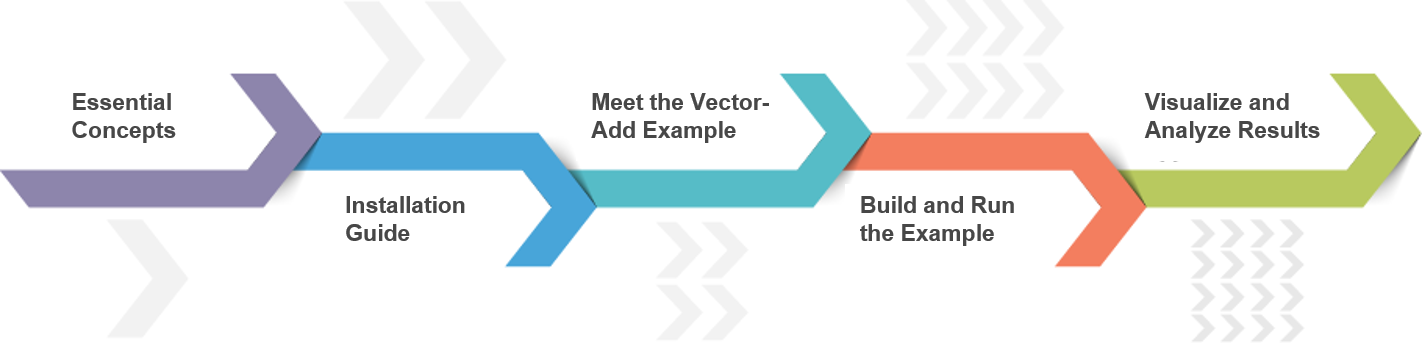 Essential
Concepts
Installation
Guide
Meet the Vector-
Add Example
Build and Run
the Example
Visualize and
Analyze Results